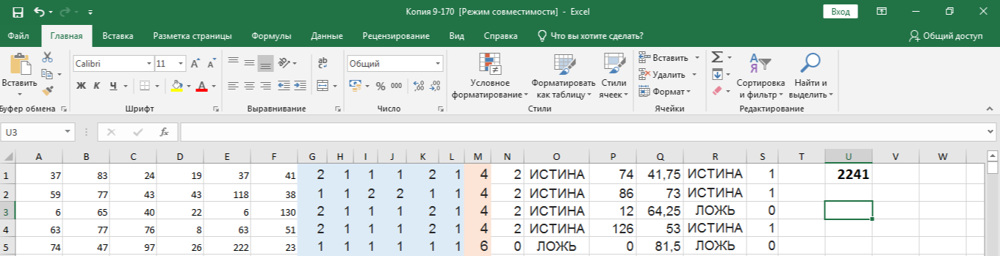 Копия 9-170 [Режим совместимости] - Excel Вход
Файл Главная Вставка Разметка страницы Формулы Данные Рецензирование Вид Справка Что вы хотите сделать? Общий доступ
Calibri 11 ab Общий Вставить Σ АЯ
Вставить Условное Форматировать Стили Удалить Сортировка Найти и
Ж К Ч А % 000 форматирование как таблицу ячеек Формат и фильтр выделить
Буфер обмена Шрифт Выравнивание Число Стили Ячейки Редактирование
U3 fx
A B C D E F G H I J K L M N O P Q R S T U V W
1 37 83 24 19 37 41 2 1 1 1 2 1 4 2 ИСТИНА 74 41,75 ИСТИНА 1 2241
2 59 77 43 43 118 38 1 1 2 2 1 1 4 2 ИСТИНА 86 73 ИСТИНА 1
3 6 65 40 22 6 130 2 1 1 1 2 1 4 2 ИСТИНА 12 64,25 ЛОЖЬ 0
4 63 77 76 8 63 51 2 1 1 1 2 1 4 2 ИСТИНА 126 53 ИСТИНА 1
5 74 47 97 26 222 23 1 1 1 1 1 1 6 0 ЛОЖЬ 0 81,5 ЛОЖЬ 0